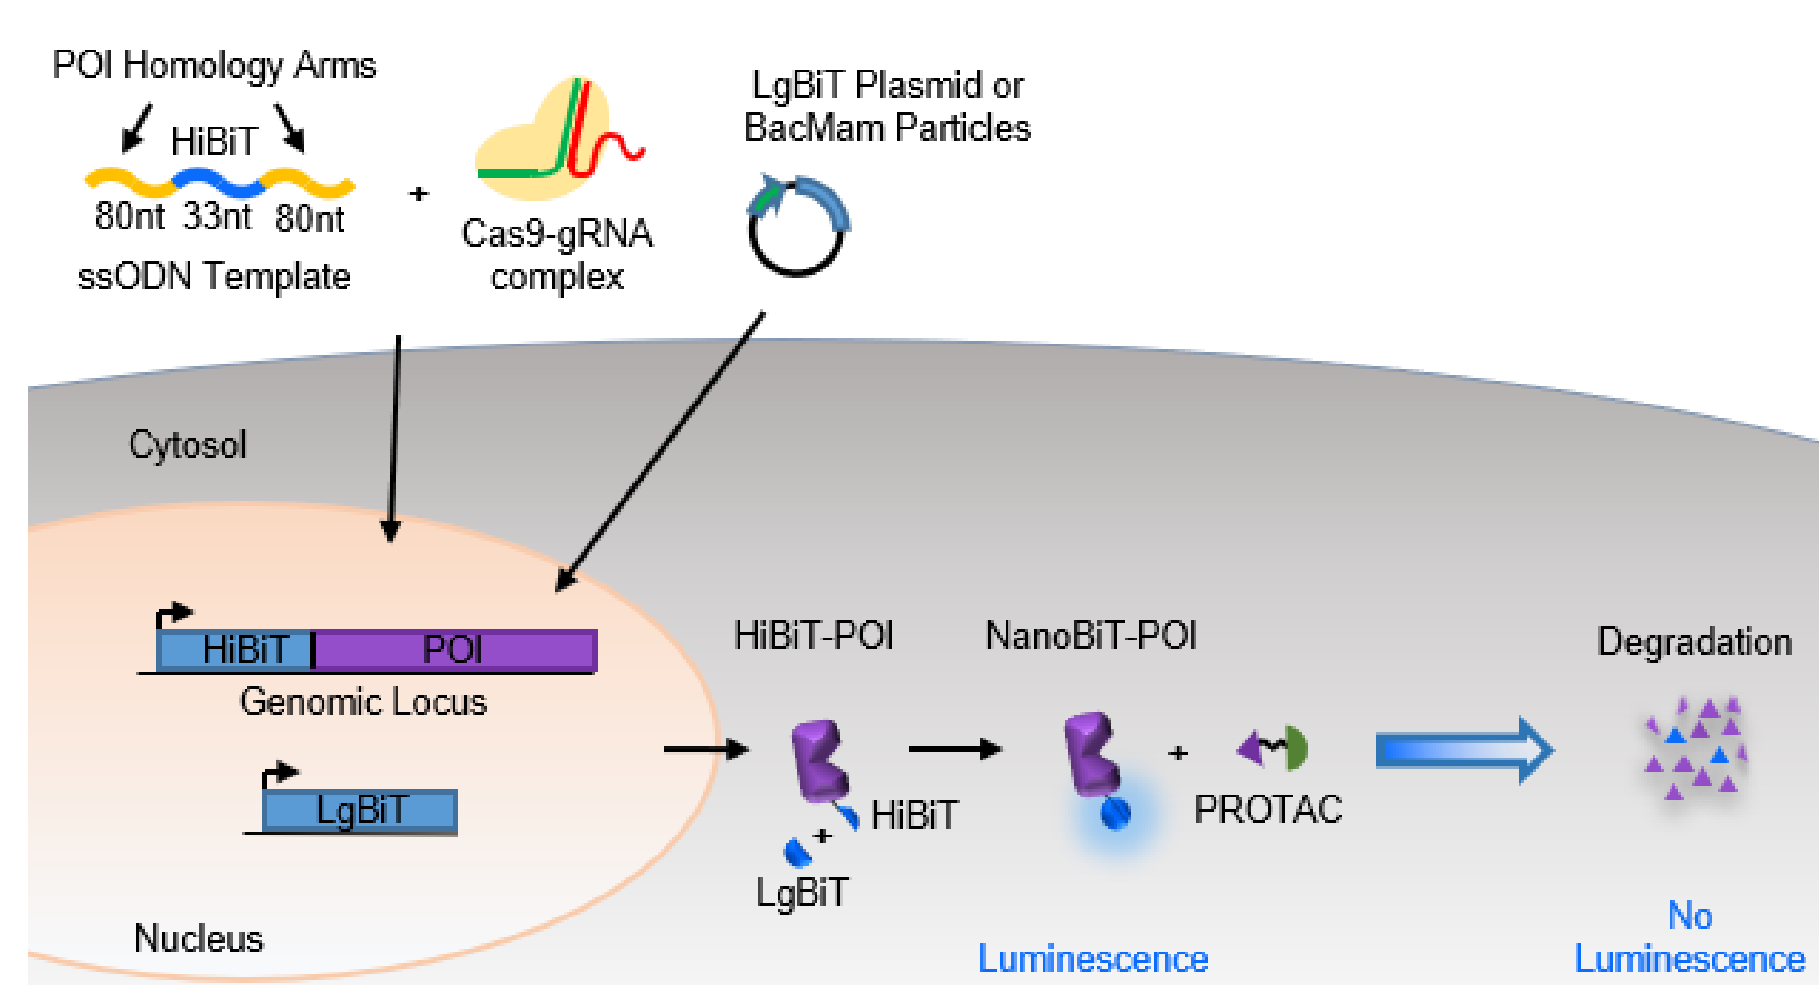 POI Homology Arms
HiBiT
80nt 33nt 80nt
ssODN Template
+
Cas9-gRNA
complex
LgBiT Plasmid or
BacMam Particles
Cytosol
HiBiT POI
Genomic Locus
LgBiT
Nucleus
HiBiT-POI
HiBiT
+
LgBiT
NanoBiT-POI
+
PROTAC
Luminescence
Degradation
No
Luminescence